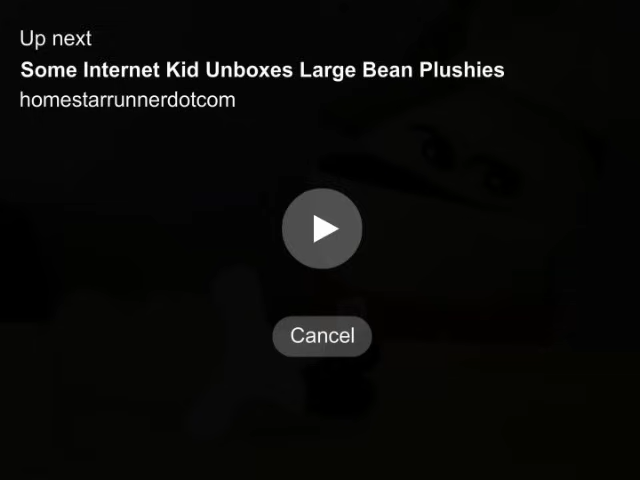 Up next
Some Internet Kid Unboxes Large Bean Plushies
homestarrunnerdotcom
Cancel